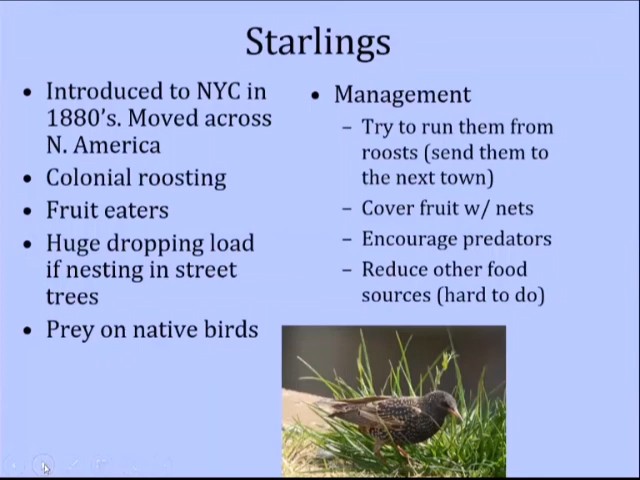 Starlings
• Introduced to NYC in
1880's. Moved across
N. America
• Colonial roosting
• Fruit eaters
• Huge dropping load
if nesting in street
trees
• Prey on native birds
• Management
– Try to run them from
roosts (send them to
the next town)
– Cover fruit w/ nets
– Encourage predators
– Reduce other food
sources (hard to do)